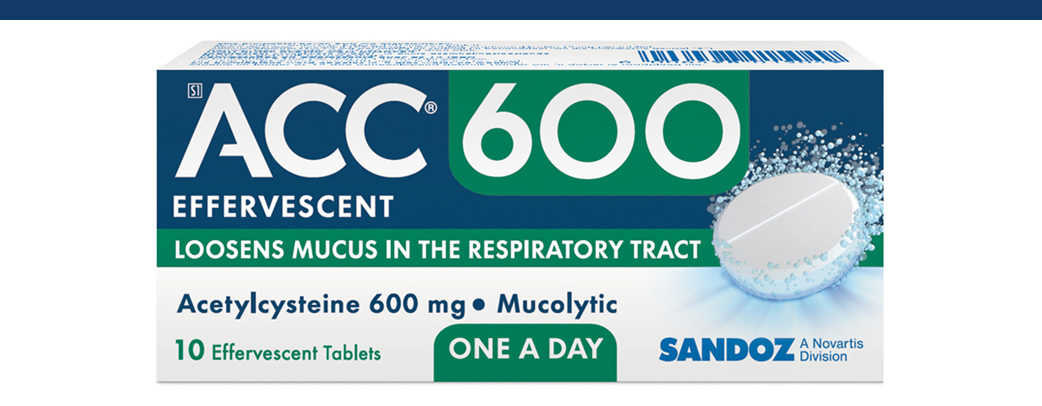 S1
ACC® 600
EFFERVESCENT
LOOSENS MUCUS IN THE RESPIRATORY TRACT
Acetylcysteine 600 mg • Mucolytic
10 Effervescent Tablets
ONE A DAY
SANDOZ A Novartis
Division